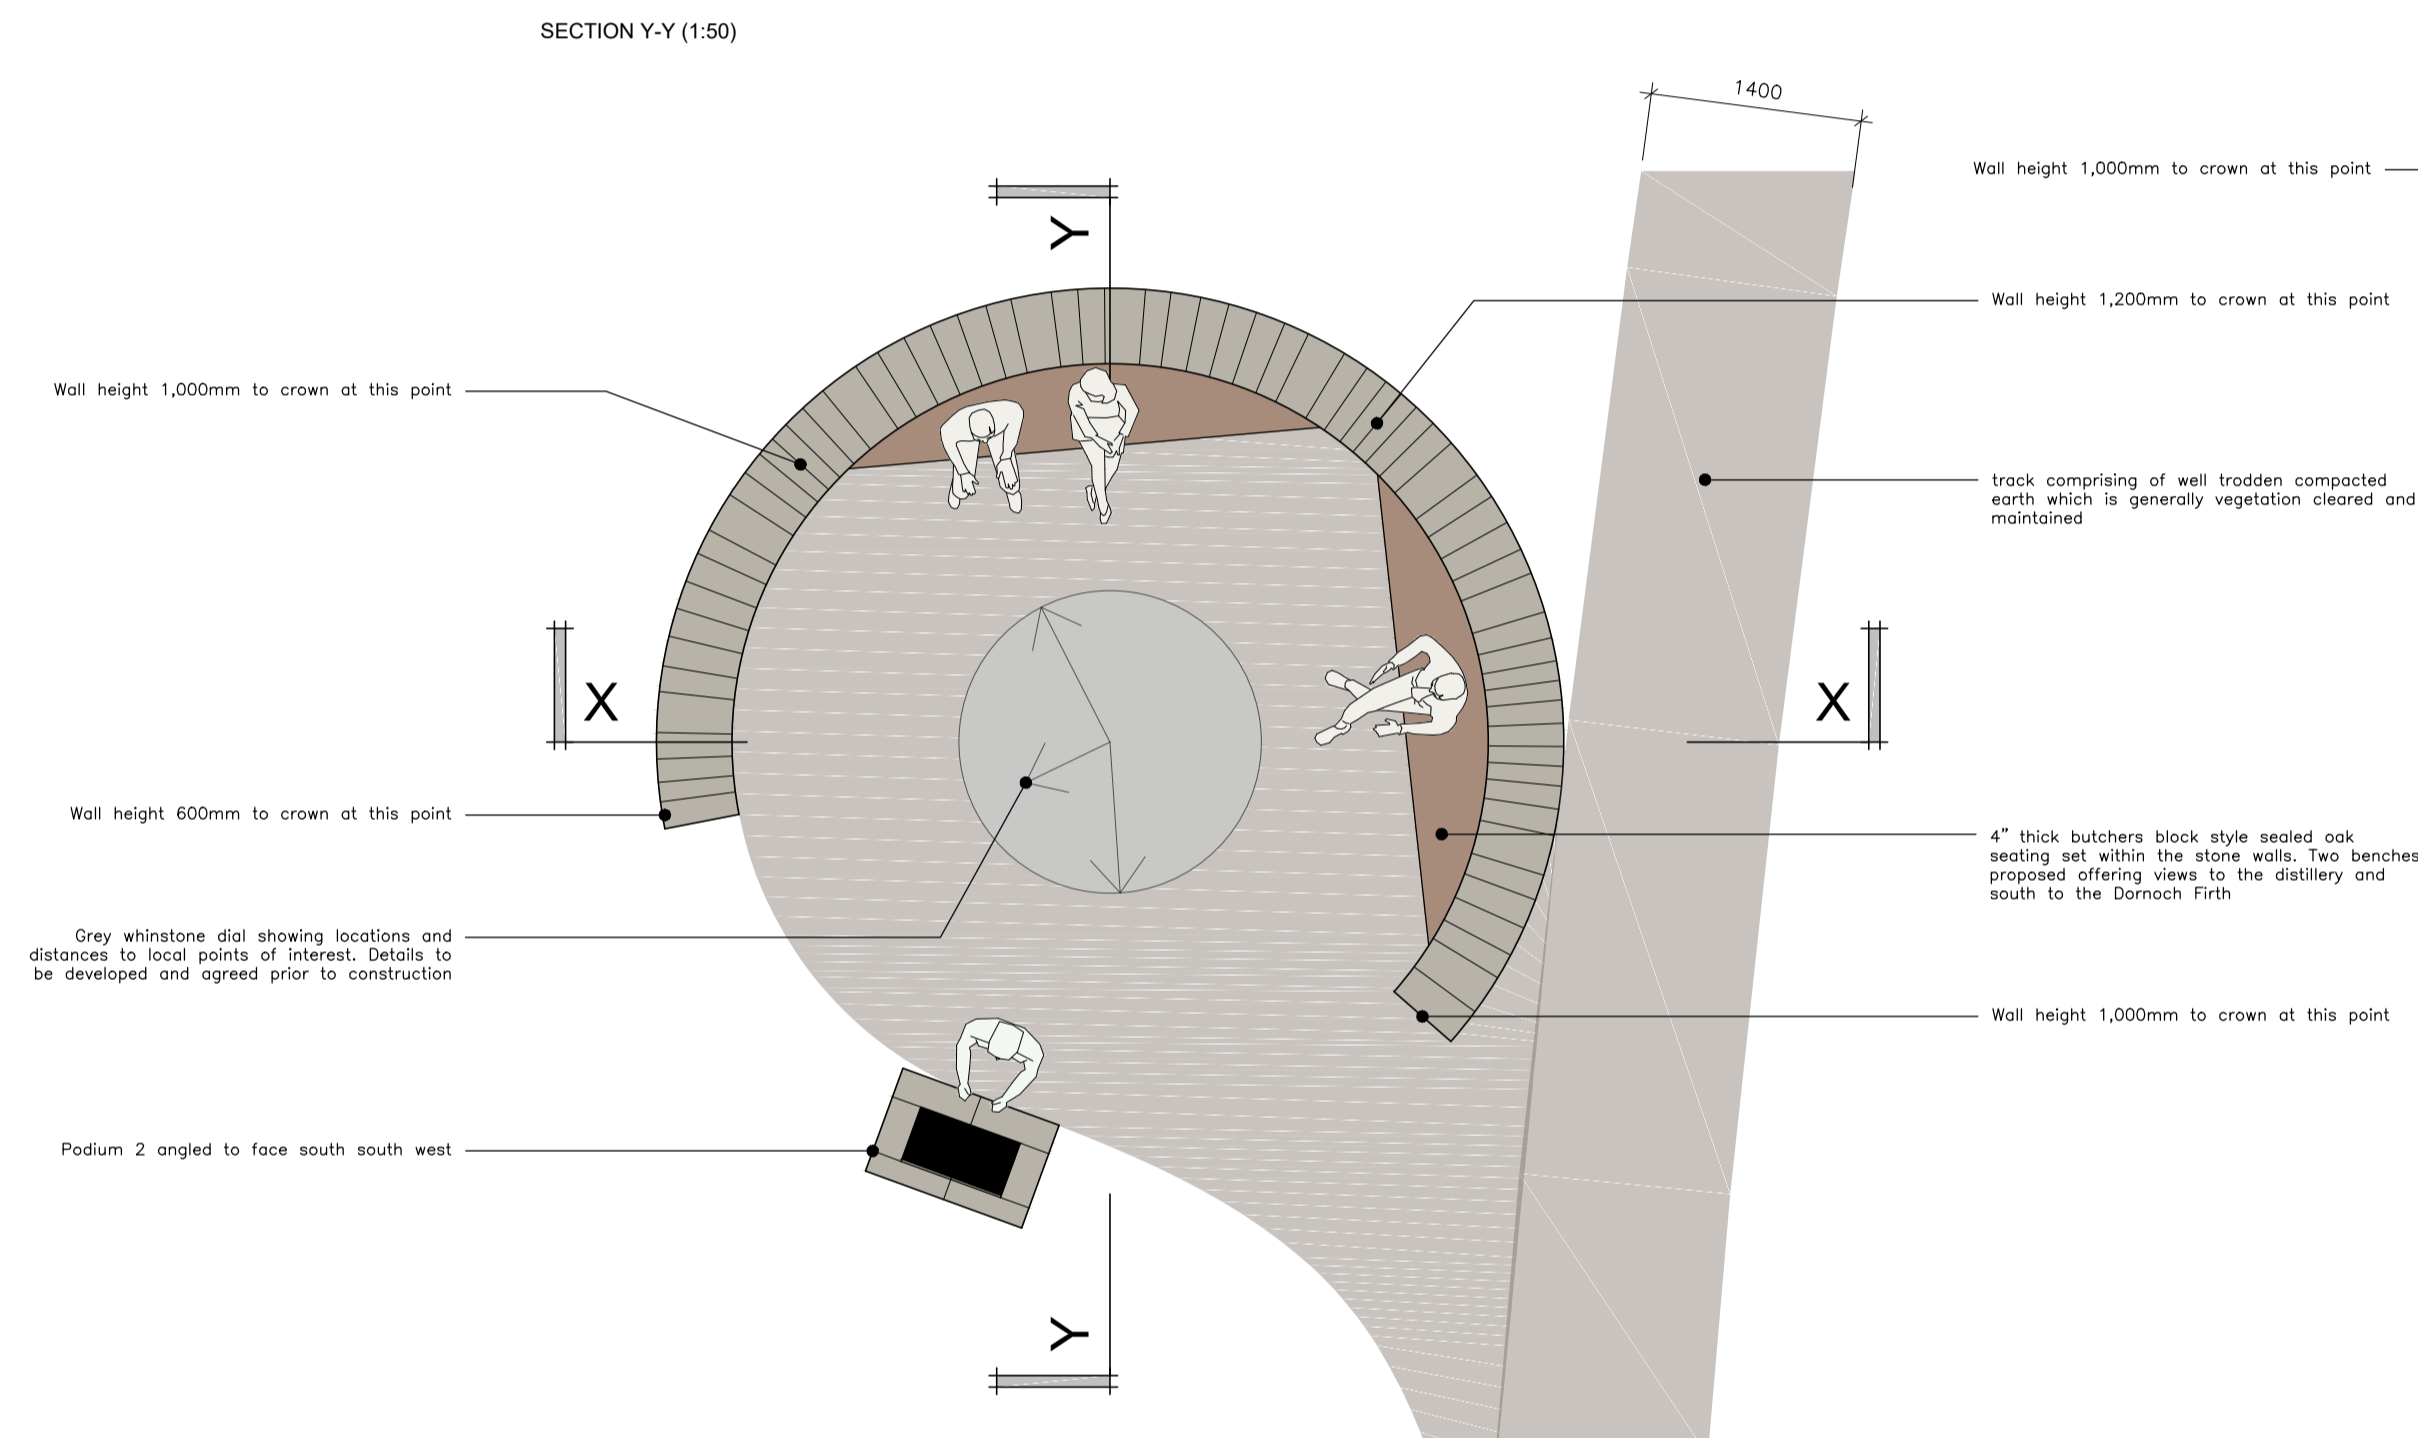 SECTION Y-Y (1:50)
1400
Wall height 1,000mm to crown at this point
Y
Wall height 1,200mm to crown at this point
Wall height 1,000mm to crown at this point
track comprising of well trodden compacted
earth which is generally vegetation cleared and
maintained
X
X
Wall height 600mm to crown at this point
4” thick butchers block style sealed oak
seating set within the stone walls. Two benches
proposed offering views to the distillery and
south to the Dornoch Firth
Grey whinstone dial showing locations and
distances to local points of interest. Details to
be developed and agreed prior to construction
Wall height 1,000mm to crown at this point
Podium 2 angled to face south south west
Y